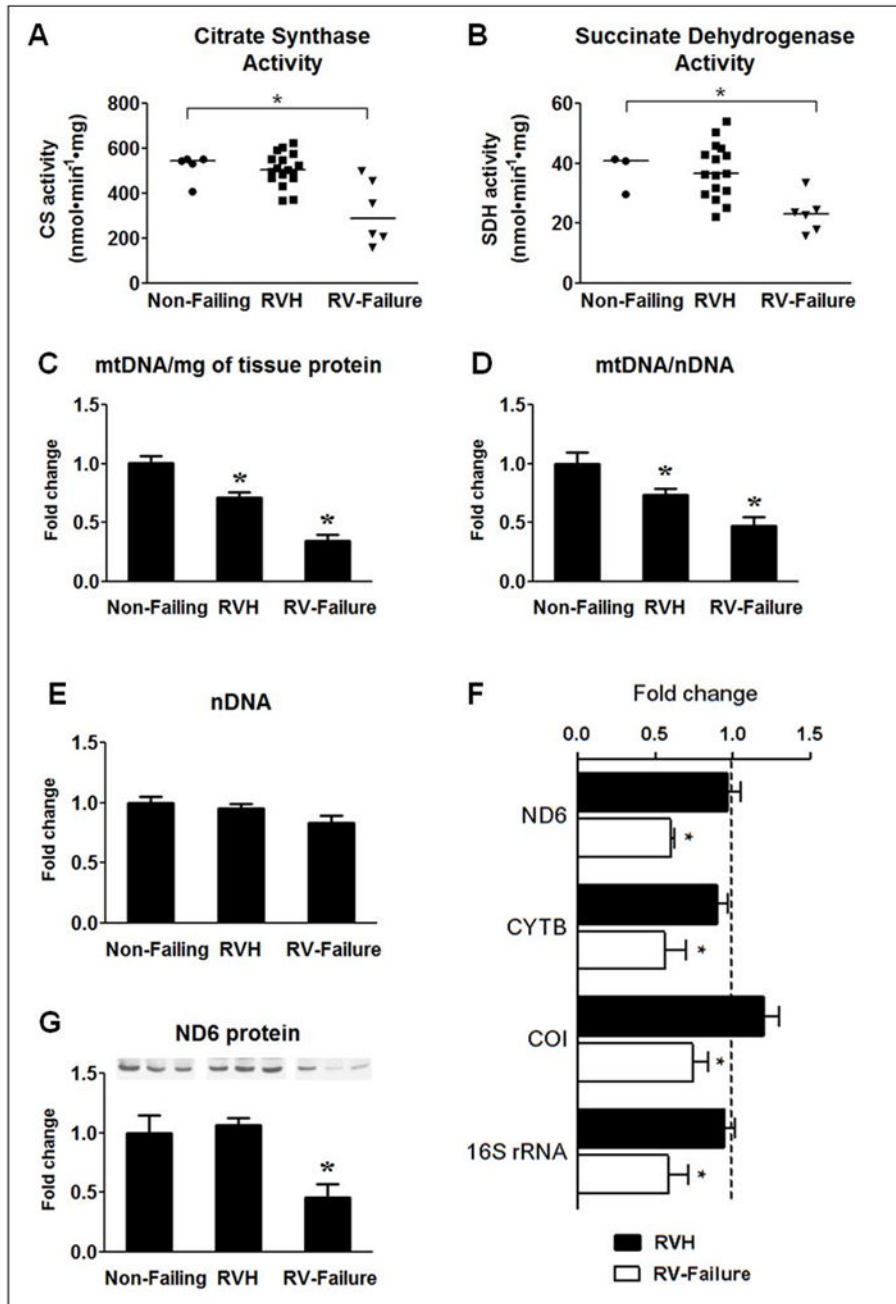 A
Citrate Synthase
Activity
CS activity
(nmol•min⁻¹•mg)
800
600
400
200
0
*
Non-Failing RVH RV-Failure
B
Succinate Dehydrogenase
Activity
SDH activity
(nmol•min⁻¹•mg)
60
40
20
0
*
Non-Failing RVH RV-Failure
C
mtDNA/mg of tissue protein
Fold change
1.5
1.0
0.5
0.0
*
*
Non-Failing RVH RV-Failure
D
mtDNA/nDNA
Fold change
1.5
1.0
0.5
0.0
*
*
Non-Failing RVH RV-Failure
E
nDNA
Fold change
1.5
1.0
0.5
0.0
Non-Failing RVH RV-Failure
F
Fold change
0.0 0.5 1.0 1.5
ND6
*
CYTB
*
COI
*
16S rRNA
*
RVH
RV-Failure
G
ND6 protein
Fold change
1.5
1.0
0.5
0.0
*
Non-Failing RVH RV-Failure